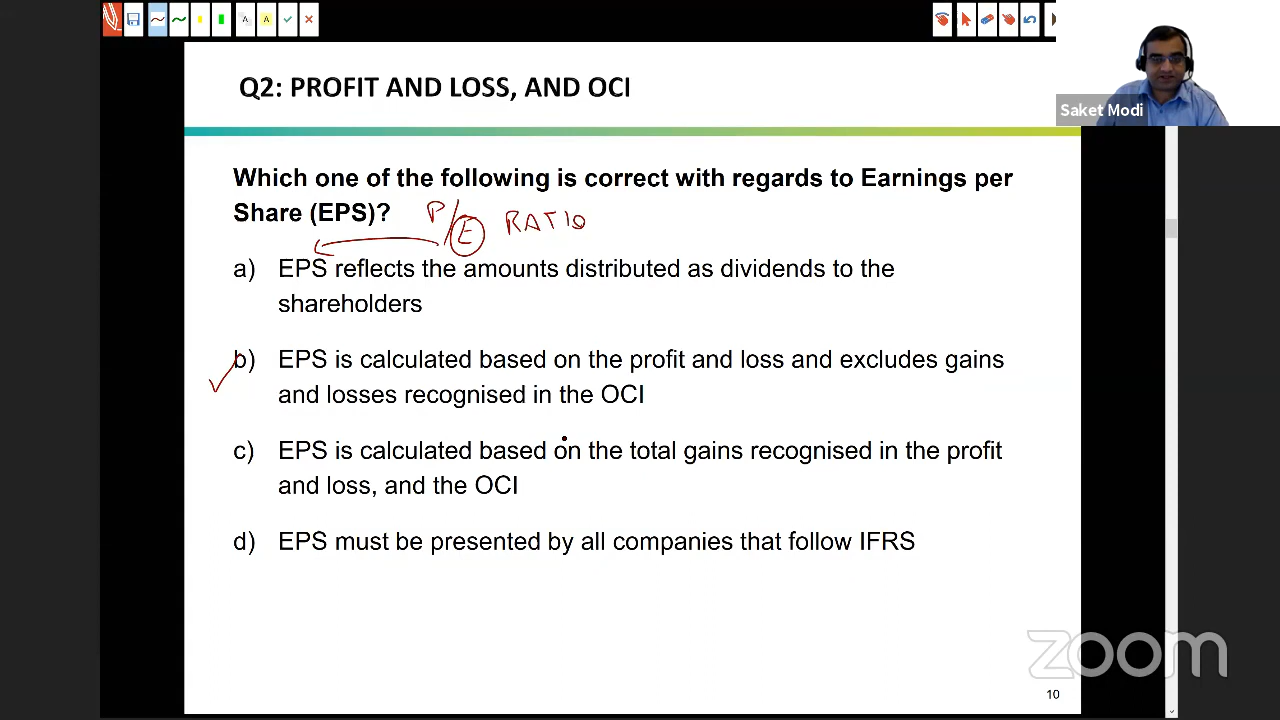 A
A
Q2: PROFIT AND LOSS, AND OCI
Saket Modi
Which one of the following is correct with regards to Earnings per
Share (EPS)?
P/E RATIO
a) EPS reflects the amounts distributed as dividends to the
shareholders
b) EPS is calculated based on the profit and loss and excludes gains
and losses recognised in the OCI
c) EPS is calculated based on the total gains recognised in the profit
and loss, and the OCI
d) EPS must be presented by all companies that follow IFRS
zoom
10